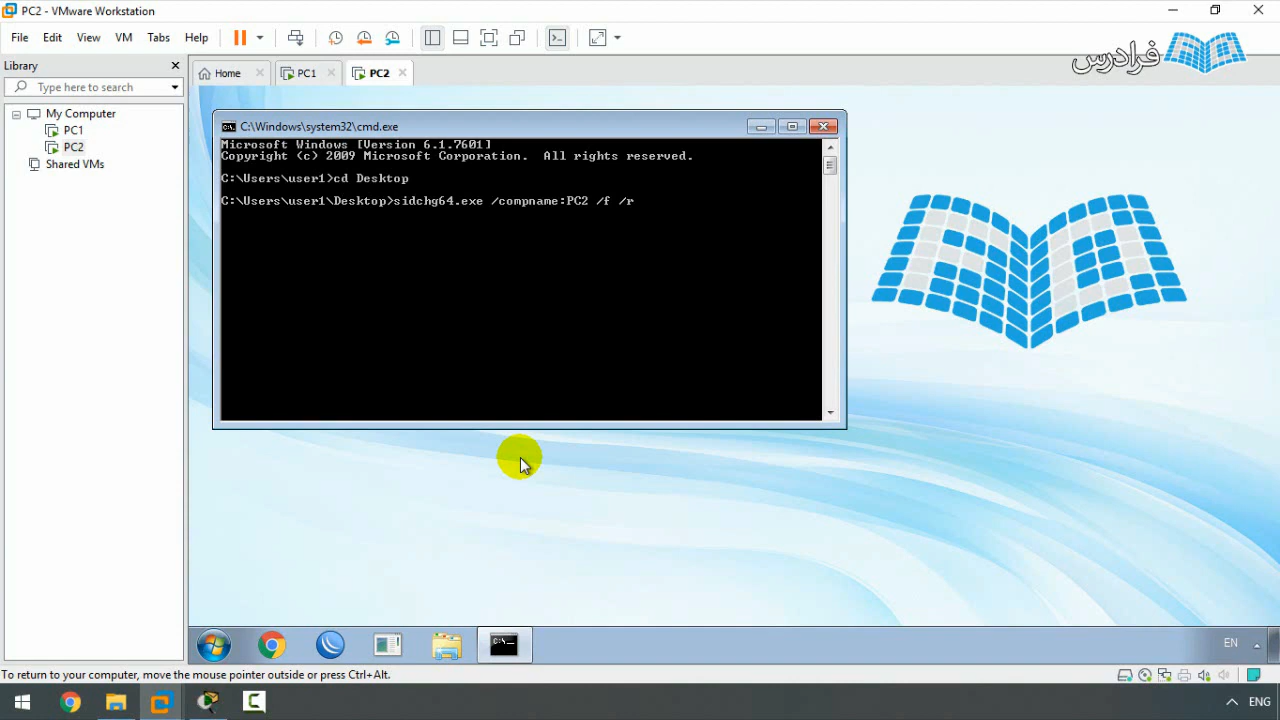 PC2 - VMware Workstation
File Edit View VM Tabs Help
فرادرس
Library
Home PC1 PC2
Type here to search
My Computer
PC1
PC2
Shared VMs
C:\Windows\system32\cmd.exe
Microsoft Windows [Version 6.1.7601]
Copyright (c) 2009 Microsoft Corporation.  All rights reserved.
C:\Users\user1>cd Desktop
C:\Users\user1\Desktop>sidchg64.exe /compname:PC2 /f /r
EN
To return to your computer, move the mouse pointer outside or press Ctrl+Alt.
ENG